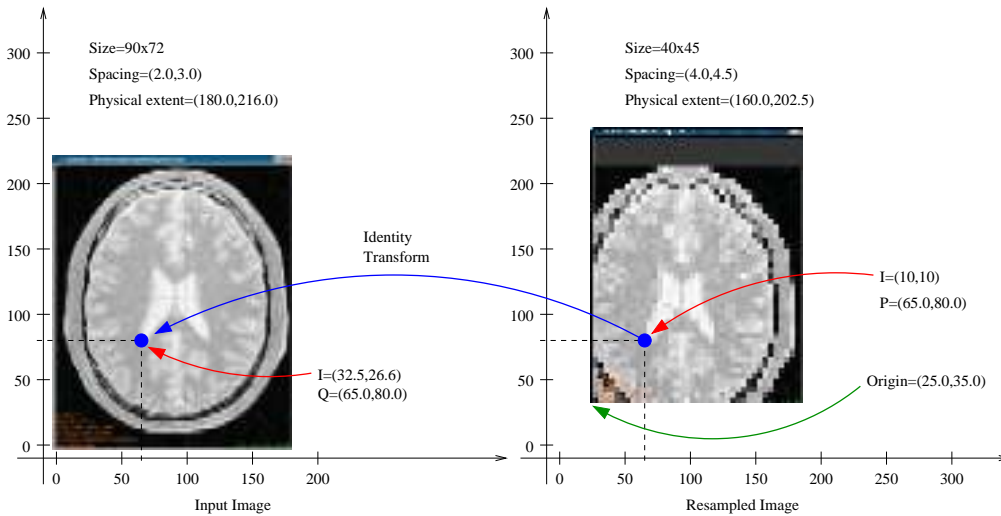 Size=90x72
Spacing=(2.0,3.0)
Physical extent=(180.0,216.0)
300
250
200
150
100
50
0
0 50 100 150 200
Input Image
I=(32.5,26.6)
Q=(65.0,80.0)
Identity
Transform
Size=40x45
Spacing=(4.0,4.5)
Physical extent=(160.0,202.5)
300
250
200
150
100
50
0
0 50 100 150 200 250 300
Resampled Image
I=(10,10)
P=(65.0,80.0)
Origin=(25.0,35.0)